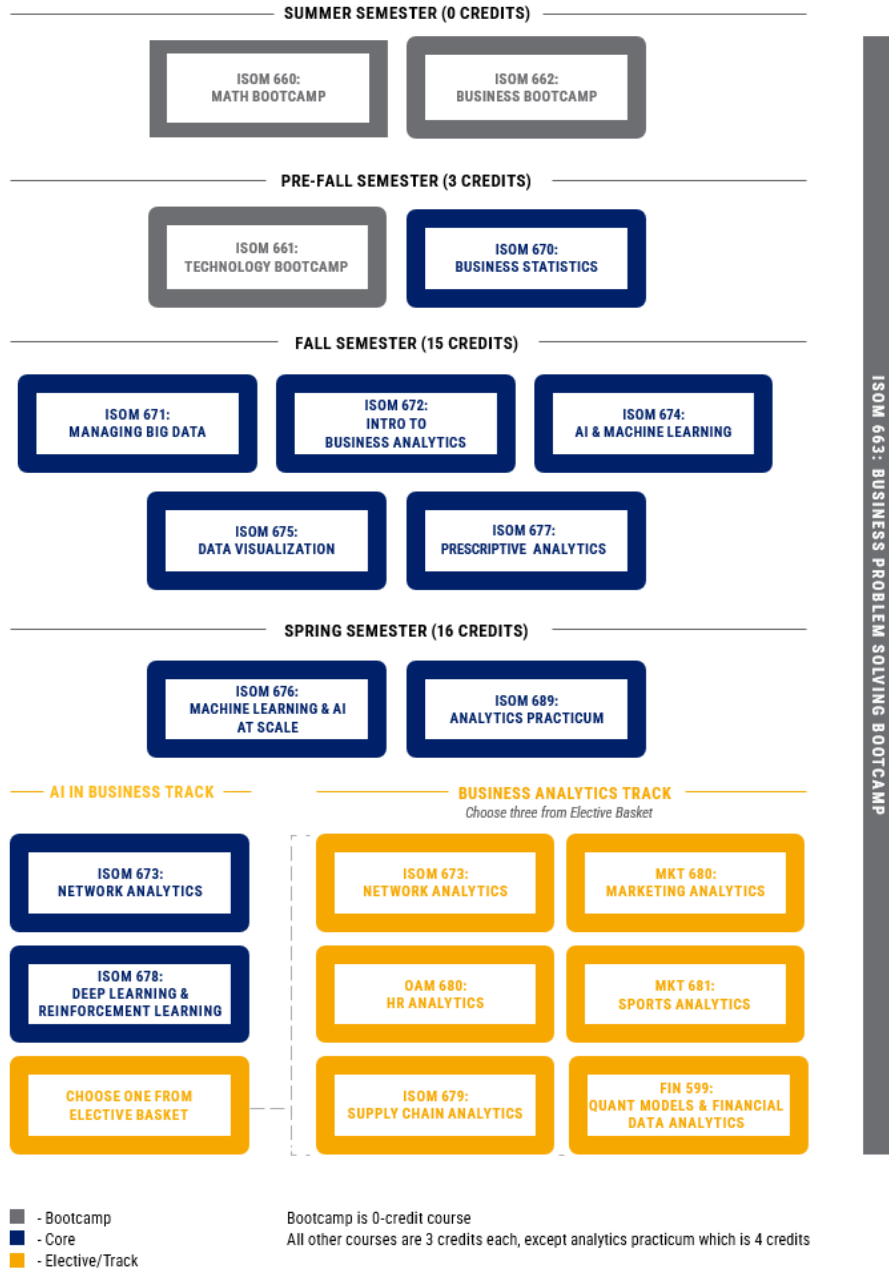 SUMMER SEMESTER (0 CREDITS)
ISOM 660:
MATH BOOTCAMP
ISOM 662:
BUSINESS BOOTCAMP
PRE-FALL SEMESTER (3 CREDITS)
ISOM 661:
TECHNOLOGY BOOTCAMP
ISOM 670:
BUSINESS STATISTICS
FALL SEMESTER (15 CREDITS)
ISOM 671:
MANAGING BIG DATA
ISOM 672:
INTRO TO
BUSINESS ANALYTICS
ISOM 674:
AI & MACHINE LEARNING
ISOM 675:
DATA VISUALIZATION
ISOM 677:
PRESCRIPTIVE ANALYTICS
SPRING SEMESTER (16 CREDITS)
ISOM 676:
MACHINE LEARNING & AI
AT SCALE
ISOM 689:
ANALYTICS PRACTICUM
AI IN BUSINESS TRACK
ISOM 673:
NETWORK ANALYTICS
ISOM 678:
DEEP LEARNING &
REINFORCEMENT LEARNING
CHOOSE ONE FROM
ELECTIVE BASKET
BUSINESS ANALYTICS TRACK
Choose three from Elective Basket
ISOM 673:
NETWORK ANALYTICS
MKT 680:
MARKETING ANALYTICS
OAM 680:
HR ANALYTICS
MKT 681:
SPORTS ANALYTICS
ISOM 679:
SUPPLY CHAIN ANALYTICS
FIN 599:
QUANT MODELS & FINANCIAL
DATA ANALYTICS
ISOM 663: BUSINESS PROBLEM SOLVING BOOTCAMP
- Bootcamp
- Core
- Elective/Track
Bootcamp is 0-credit course
All other courses are 3 credits each, except analytics practicum which is 4 credits